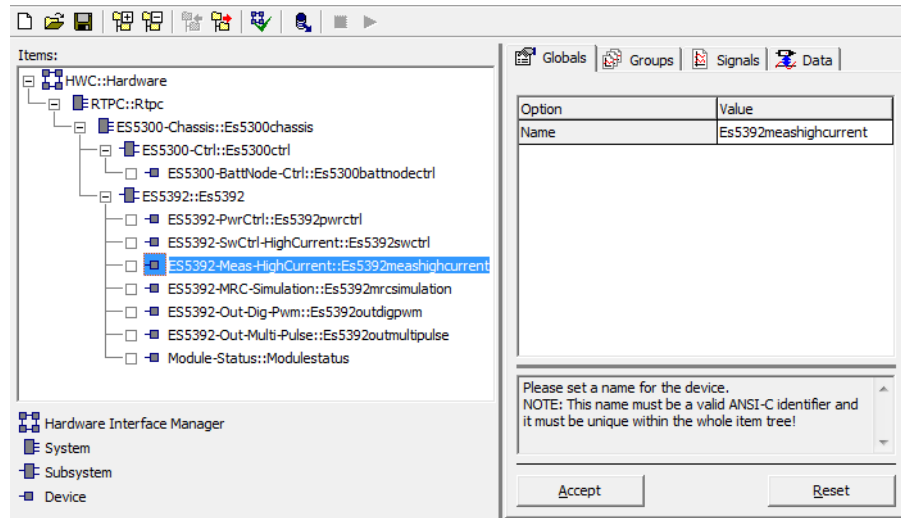 Items:
HWC::Hardware
RTPC::Rtpc
ES5300-Chassis::Es5300chassis
ES5300-Ctrl::Es5300ctrl
ES5300-BattNode-Ctrl::Es5300battnodectrl
ES5392::Es5392
ES5392-PwrCtrl::Es5392pwrctrl
ES5392-SwCtrl-HighCurrent::Es5392swctrl
ES5392-Meas-HighCurrent::Es5392meashighcurrent
ES5392-MRC-Simulation::Es5392mrcsimulation
ES5392-Out-Dig-Pwm::Es5392outdigpwm
ES5392-Out-Multi-Pulse::Es5392outmultipulse
Module-Status::Modulestatus
Hardware Interface Manager
System
Subsystem
Device
Globals Groups Signals Data
Option Value
Name Es5392meashighcurrent
Please set a name for the device.
NOTE: This name must be a valid ANSI-C identifier and
it must be unique within the whole item tree!
Accept Reset